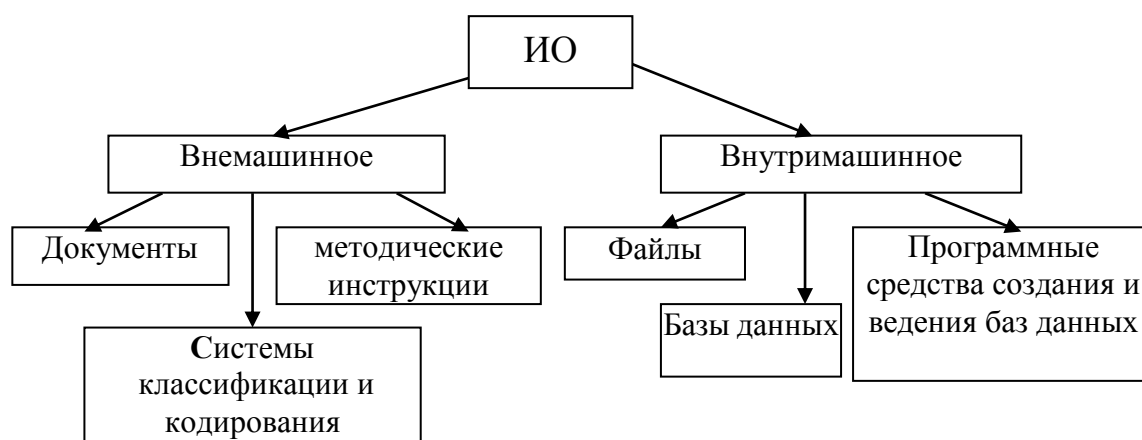 ИО
Внемашинное
Внутримашинное
Документы
методические
инструкции
Системы
классификации и
кодирования
Файлы
Базы данных
Программные
средства создания и
ведения баз данных